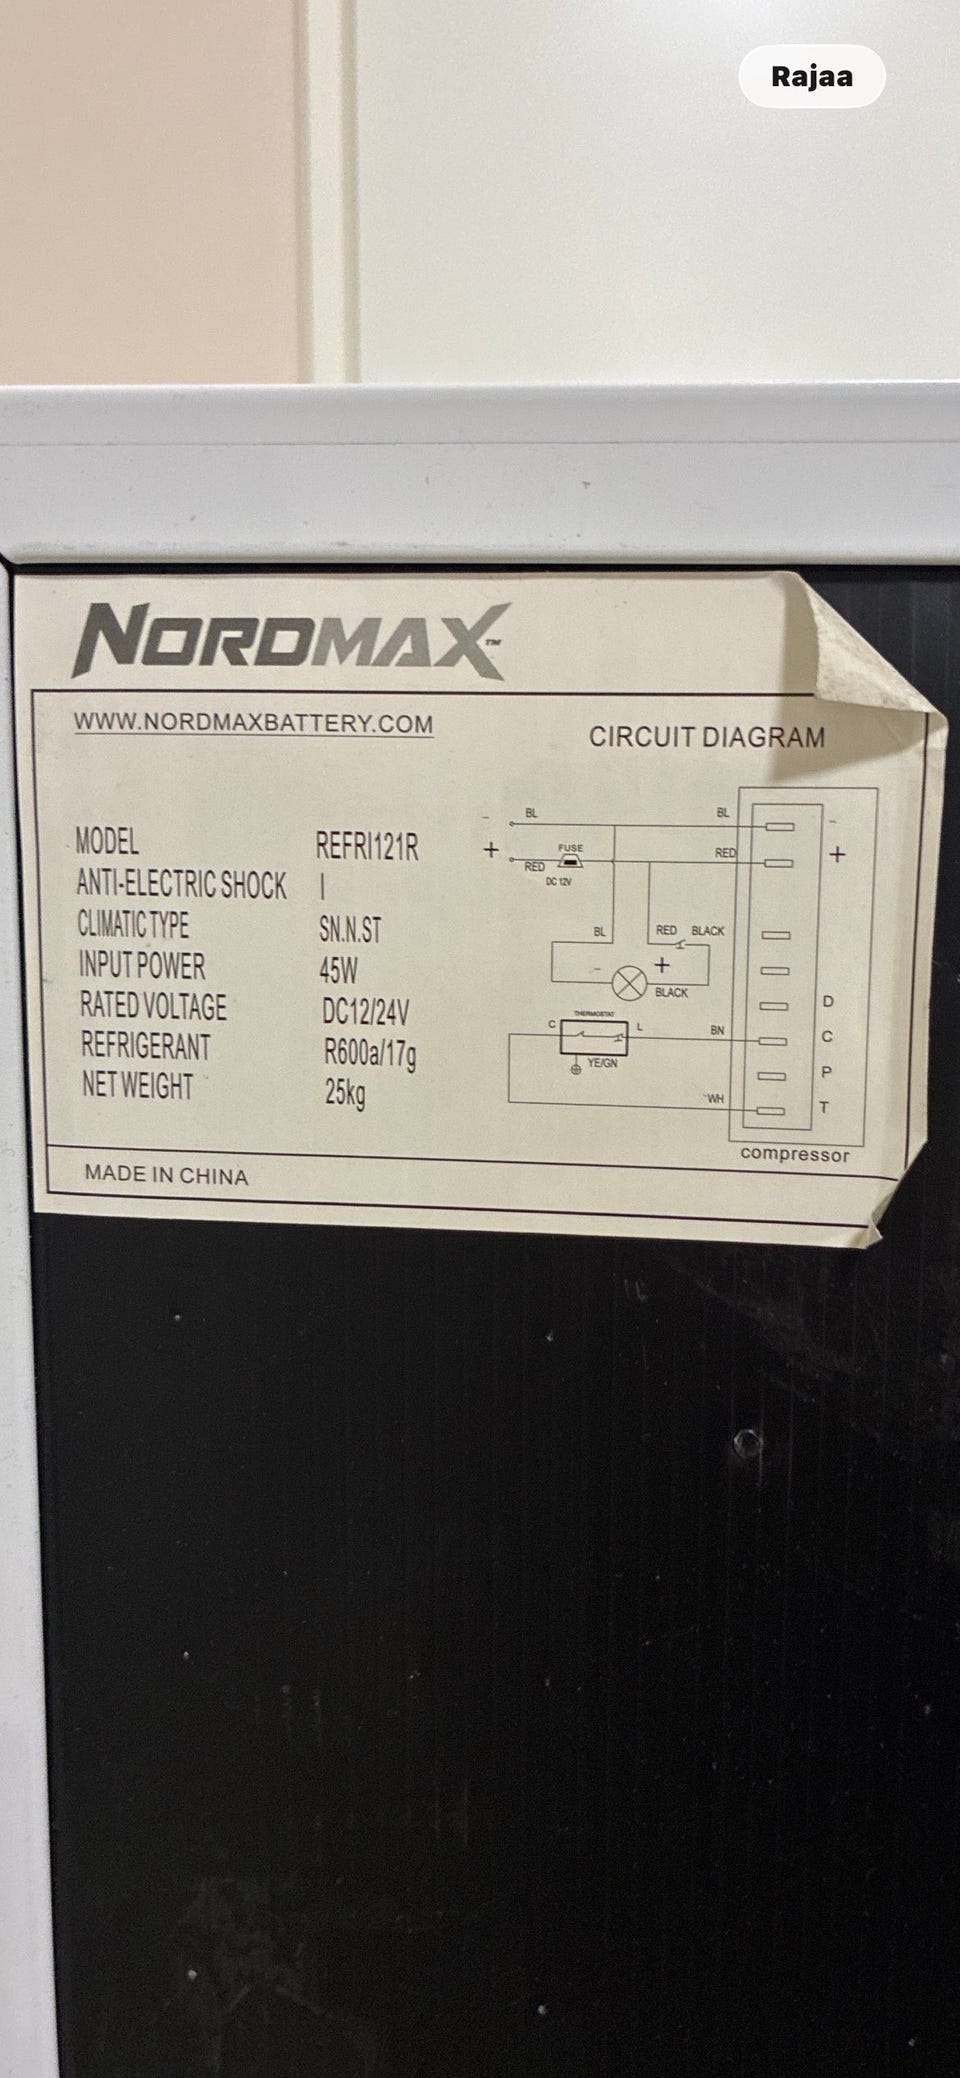 Rajaa
NORDMAX™
WWW.NORDMAXBATTERY.COM
MODEL REFRI121R
ANTI-ELECTRIC SHOCK I
CLIMATIC TYPE SN.N.ST
INPUT POWER 45W
RATED VOLTAGE DC12/24V
REFRIGERANT R600a/17g
NET WEIGHT 25kg
MADE IN CHINA
CIRCUIT DIAGRAM
- BL BL -
+ RED FUSE RED +
DC 12V
BL RED BLACK
- +
BLACK
THERMOSTAT D
C L BN C
YE/GN P
WH T
compressor